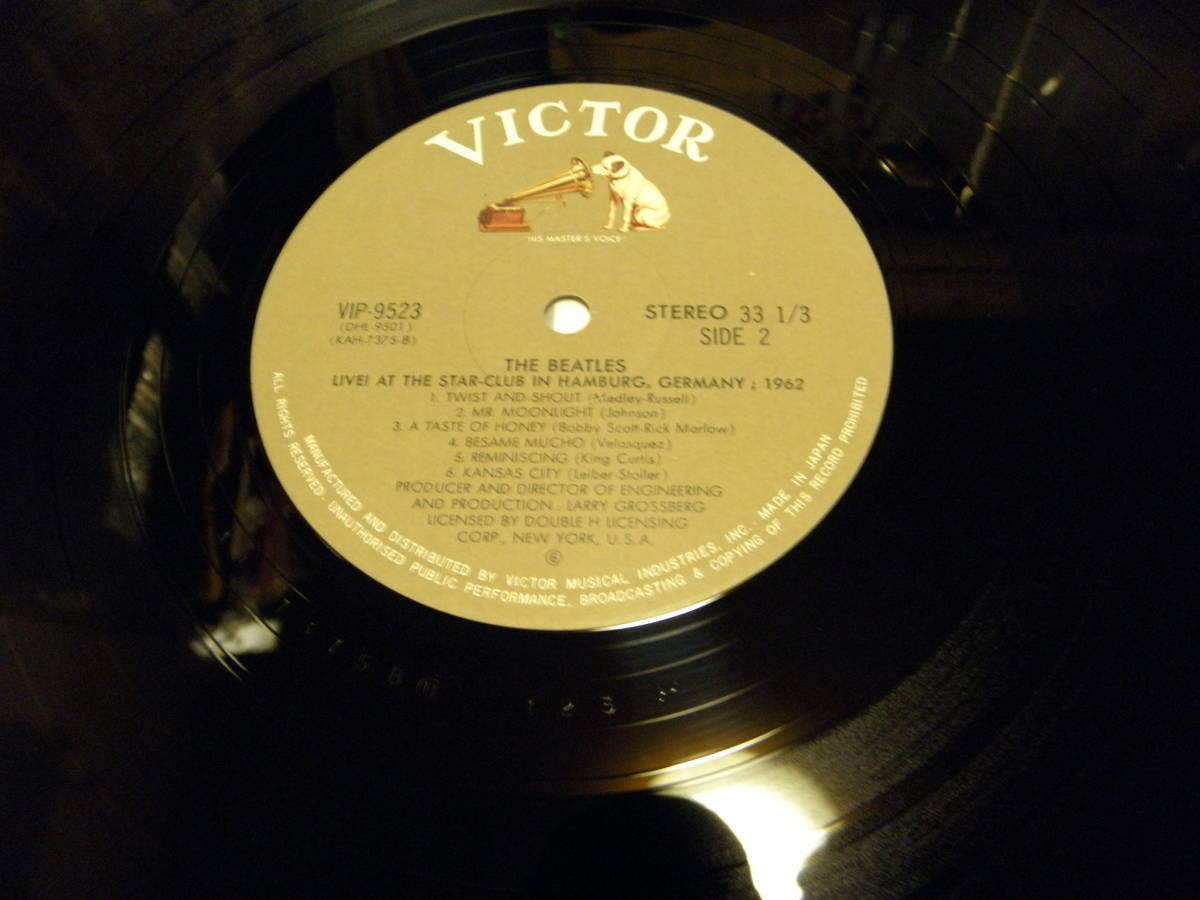 VICTOR
"HIS MASTER'S VOICE"
VIP-9523
(DHL-9501)
(KAH-7375-B)
STEREO 33 1/3
SIDE 2
THE BEATLES
LIVE! AT THE STAR-CLUB IN HAMBURG, GERMANY ; 1962
1. TWIST AND SHOUT (Medley-Russell)
2. MR. MOONLIGHT (Johnson)
3. A TASTE OF HONEY (Bobby Scott-Rick Marlow)
4. BESAME MUCHO (Velasquez)
5. REMINISCING (King Curtis)
6. KANSAS CITY (Leiber-Stoller)
PRODUCER AND DIRECTOR OF ENGINEERING
AND PRODUCTION: LARRY GROSSBERG
LICENSED BY DOUBLE H LICENSING
CORP., NEW YORK, U.S.A.
⑥
MANUFACTURED AND DISTRIBUTED BY VICTOR MUSICAL INDUSTRIES, INC. · MADE IN JAPAN
ALL RIGHTS RESERVED. UNAUTHORISED PUBLIC PERFORMANCE, BROADCASTING & COPYING OF THIS RECORD PROHIBITED